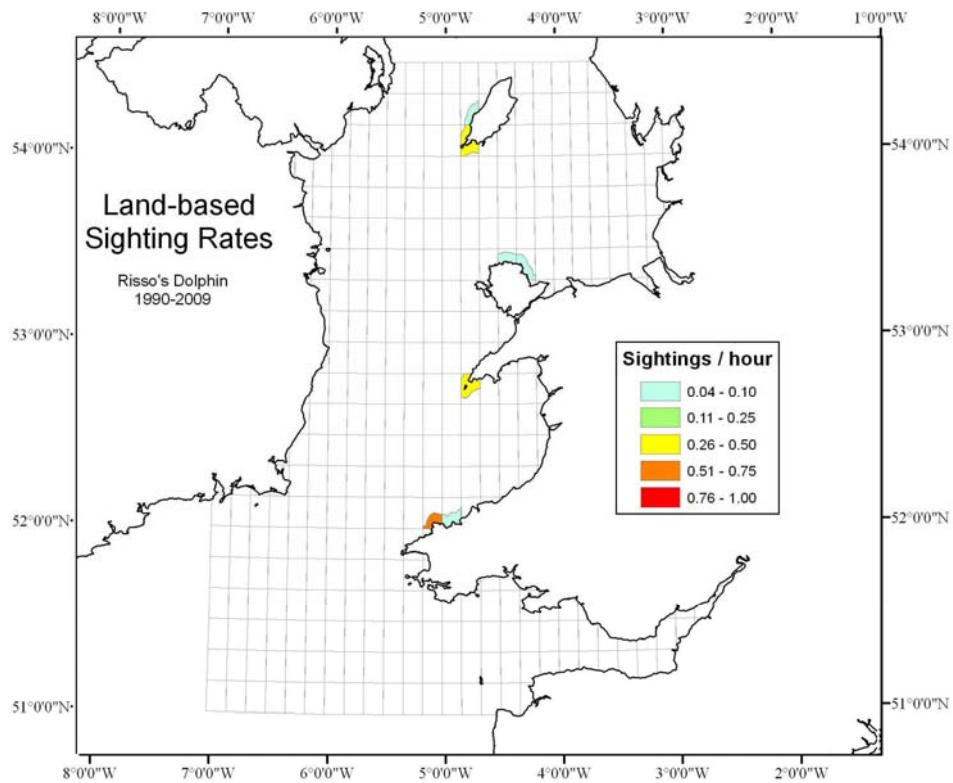 8°0'0"W 7°0'0"W 6°0'0"W 5°0'0"W 4°0'0"W 3°0'0"W 2°0'0"W 1°0'0"W
54°0'0"N 54°0'0"N
Land-based
Sighting Rates
Risso's Dolphin
1990-2009
53°0'0"N 53°0'0"N
Sightings / hour
0.04 - 0.10
0.11 - 0.25
0.26 - 0.50
0.51 - 0.75
0.76 - 1.00
52°0'0"N 52°0'0"N
51°0'0"N 51°0'0"N
8°0'0"W 7°0'0"W 6°0'0"W 5°0'0"W 4°0'0"W 3°0'0"W 2°0'0"W